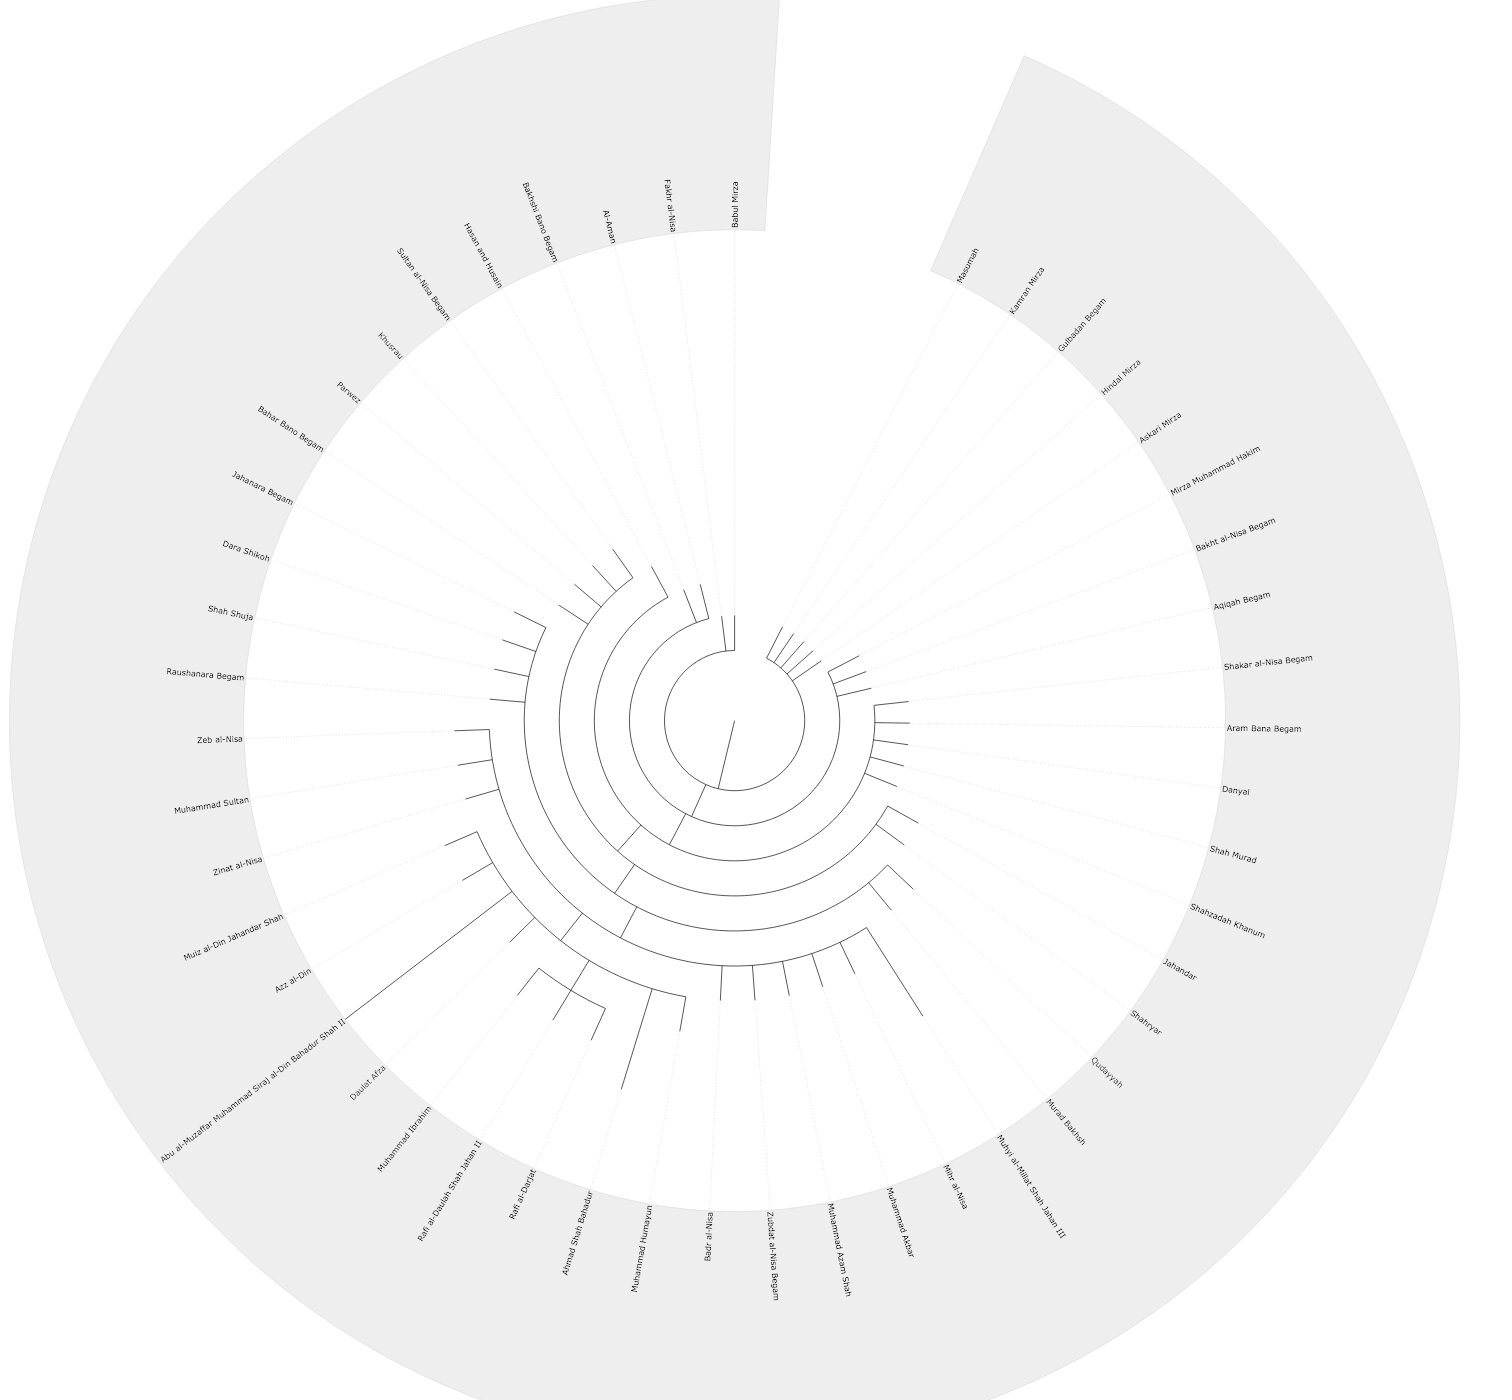 Masumah
Kamran Mirza
Gulbadan Begam
Hindal Mirza
Askari Mirza
Mirza Muhammad Hakim
Bakht al-Nisa Begam
Aqiqah Begam
Shakar al-Nisa Begam
Aram Bana Begam
Danyal
Shah Murad
Shahzadah Khanum
Jahandar
Shahryar
Qudayyah
Murad Bakhsh
Muhyi al-Millat Shah Jahan III
Mihr al-Nisa
Muhammad Akbar
Muhammad Azam Shah
Zubdat al-Nisa Begam
Badr al-Nisa
Muhammad Humayun
Ahmad Shah Bahadur
Rafi al-Darjat
Rafi al-Daulah Shah Jahan II
Muhammad Ibrahim
Daulat Afza
Abu al-Muzaffar Muhammad Siraj al-Din Bahadur Shah II
Azz al-Din
Muiz al-Din Jahandar Shah
Zinat al-Nisa
Muhammad Sultan
Zeb al-Nisa
Raushanara Begam
Shah Shuja
Dara Shikoh
Jahanara Begam
Bahar Bano Begam
Parwez
Khusrau
Sultan al-Nisa Begam
Hasan and Husain
Bakhshi Bano Begam
Al-Aman
Fakhr al-Nisa
Babul Mirza